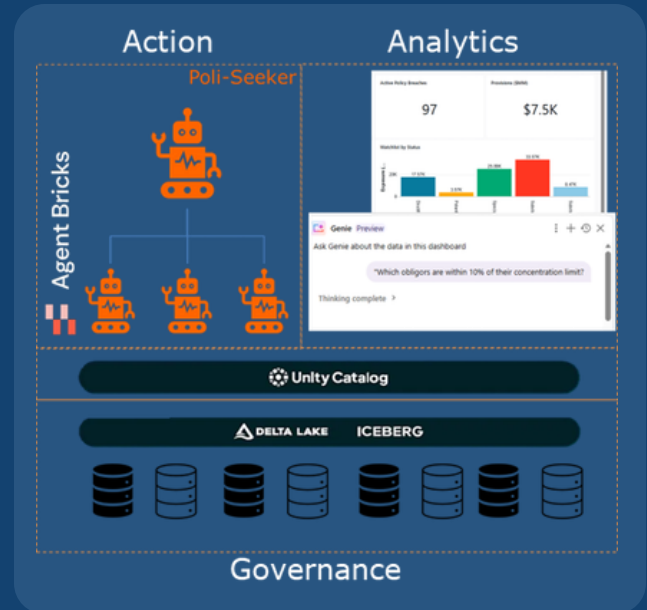 Action
Analytics
Poli-Seeker
Agent Bricks
Active Policy Breaches
Provisions ($MM)
97
$7.5K
Watchlist by Status
20K
0
Genie Preview
Ask Genie about the data in this dashboard
"Which obligors are within 10% of their concentration limit?
Thinking complete >
Unity Catalog
DELTA LAKE
ICEBERG
Governance